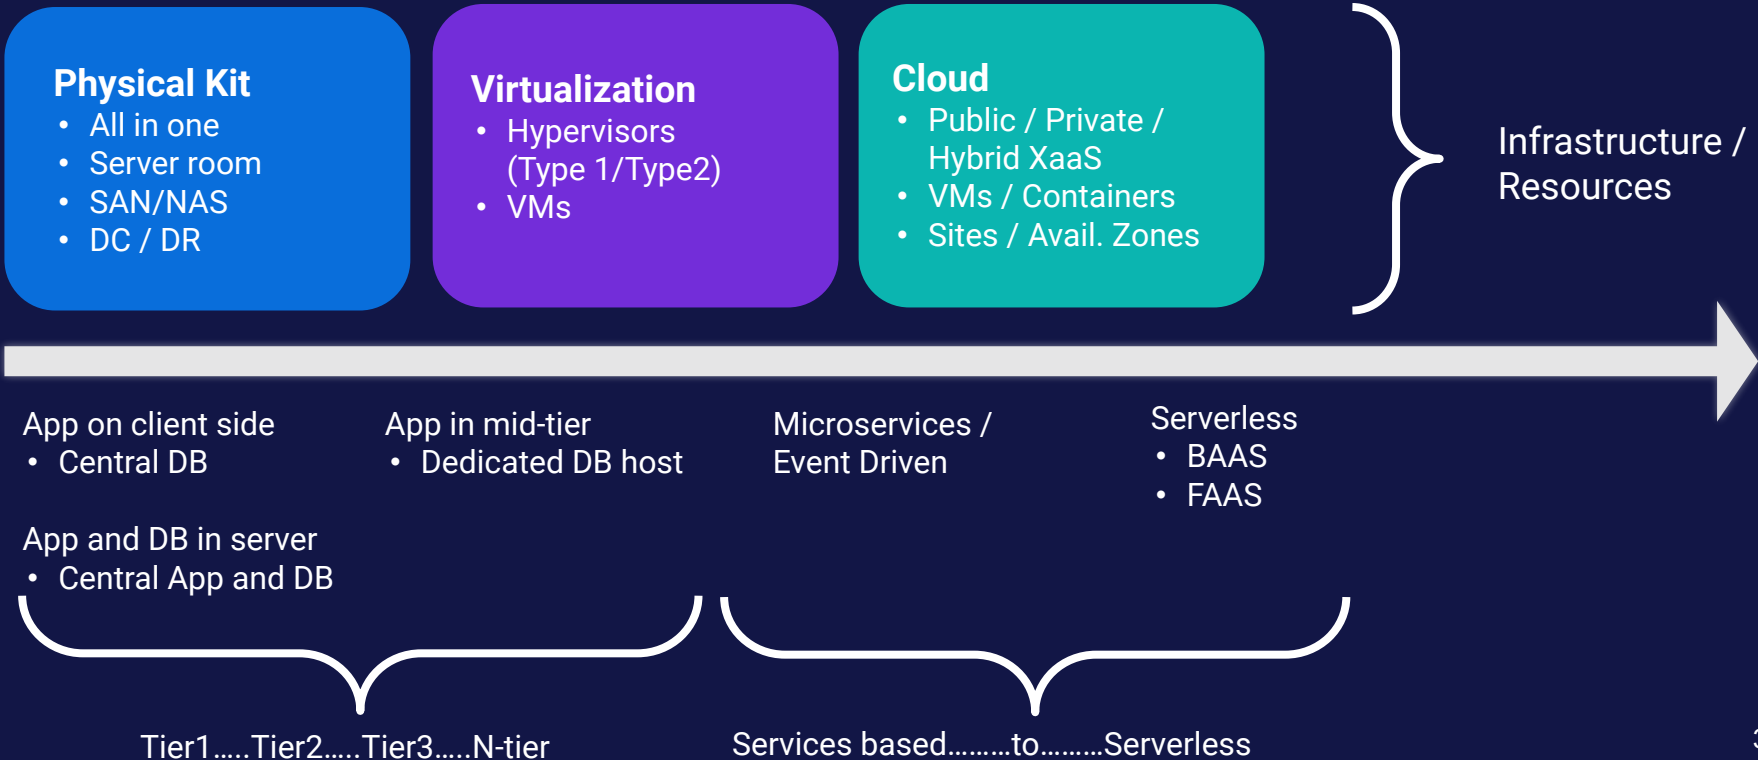 Physical Kit
• All in one
• Server room
• SAN/NAS
• DC / DR
Virtualization
• Hypervisors
(Type 1/Type2)
• VMs
Cloud
• Public / Private /
Hybrid XaaS
• VMs / Containers
• Sites / Avail. Zones
Infrastructure /
Resources
App on client side
• Central DB
App and DB in server
• Central App and DB
App in mid-tier
• Dedicated DB host
Microservices /
Event Driven
Serverless
• BAAS
• FAAS
Tier1…..Tier2…..Tier3…..N-tier
Services based………to………Serverless